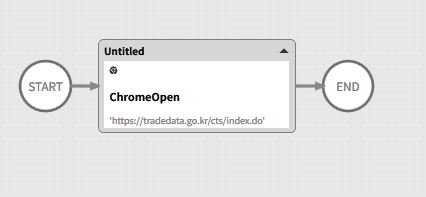 Untitled
START
ChromeOpen
'https://tradedata.go.kr/cts/index.do'
END